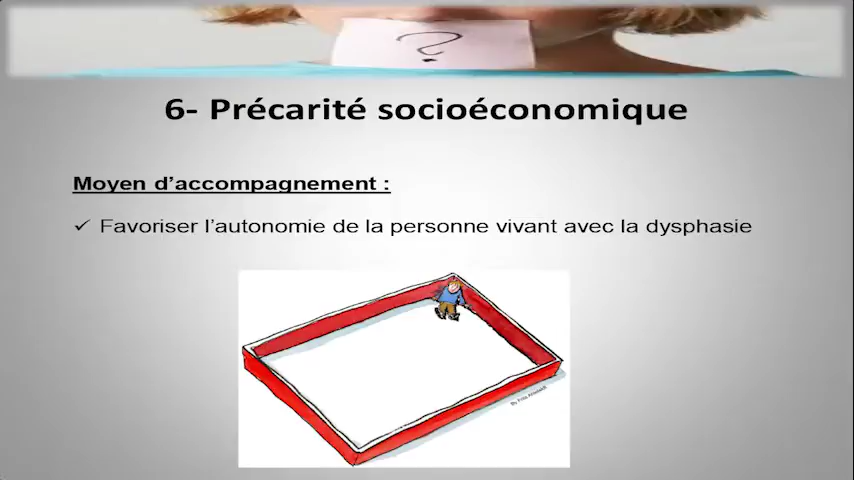 ?
6- Précarité socioéconomique
Moyen d’accompagnement :
✓ Favoriser l’autonomie de la personne vivant avec la dysphasie